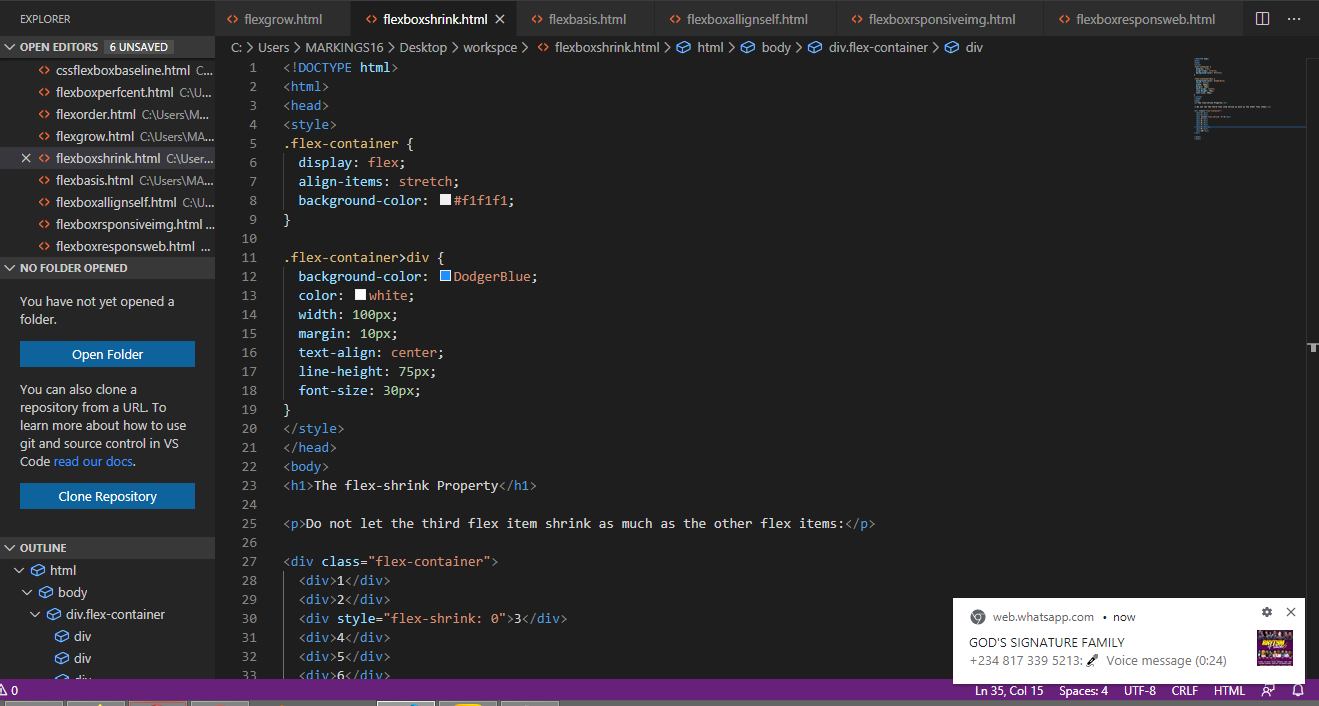 EXPLORER
OPEN EDITORS 6 UNSAVED
cssflexboxbaseline.html C...
flexboxperfcent.html C:\U...
flexorder.html C:\Users\M...
flexgrow.html C:\Users\MA...
flexboxshrink.html C:\User...
flexbasis.html C:\Users\MA...
flexboxallignself.html C:\U...
flexboxrsponsiveimg.html ...
flexboxresponsweb.html ...
NO FOLDER OPENED
You have not yet opened a
folder.
Open Folder
You can also clone a
repository from a URL. To
learn more about how to use
git and source control in VS
Code read our docs.
Clone Repository
OUTLINE
html
body
div.flex-container
div
div
div
flexgrow.html flexboxshrink.html flexbasis.html flexboxallignself.html flexboxrsponsiveimg.html flexboxresponsweb.html
C: > Users > MARKINGS16 > Desktop > workspce > flexboxshrink.html > html > body > div.flex-container > div
1 <!DOCTYPE html>
2 <html>
3 <head>
4 <style>
5 .flex-container {
6 display: flex;
7 align-items: stretch;
8 background-color: #f1f1f1;
9 }
10
11 .flex-container>div {
12 background-color: DodgerBlue;
13 color: white;
14 width: 100px;
15 margin: 10px;
16 text-align: center;
17 line-height: 75px;
18 font-size: 30px;
19 }
20 </style>
21 </head>
22 <body>
23 <h1>The flex-shrink Property</h1>
24
25 <p>Do not let the third flex item shrink as much as the other flex items:</p>
26
27 <div class="flex-container">
28 <div>1</div>
29 <div>2</div>
30 <div style="flex-shrink: 0">3</div>
31 <div>4</div>
32 <div>5</div>
33 <div>6</div>
web.whatsapp.com • now
GOD'S SIGNATURE FAMILY
+234 817 339 5213: Voice message (0:24)
0 Ln 35, Col 15 Spaces: 4 UTF-8 CRLF HTML